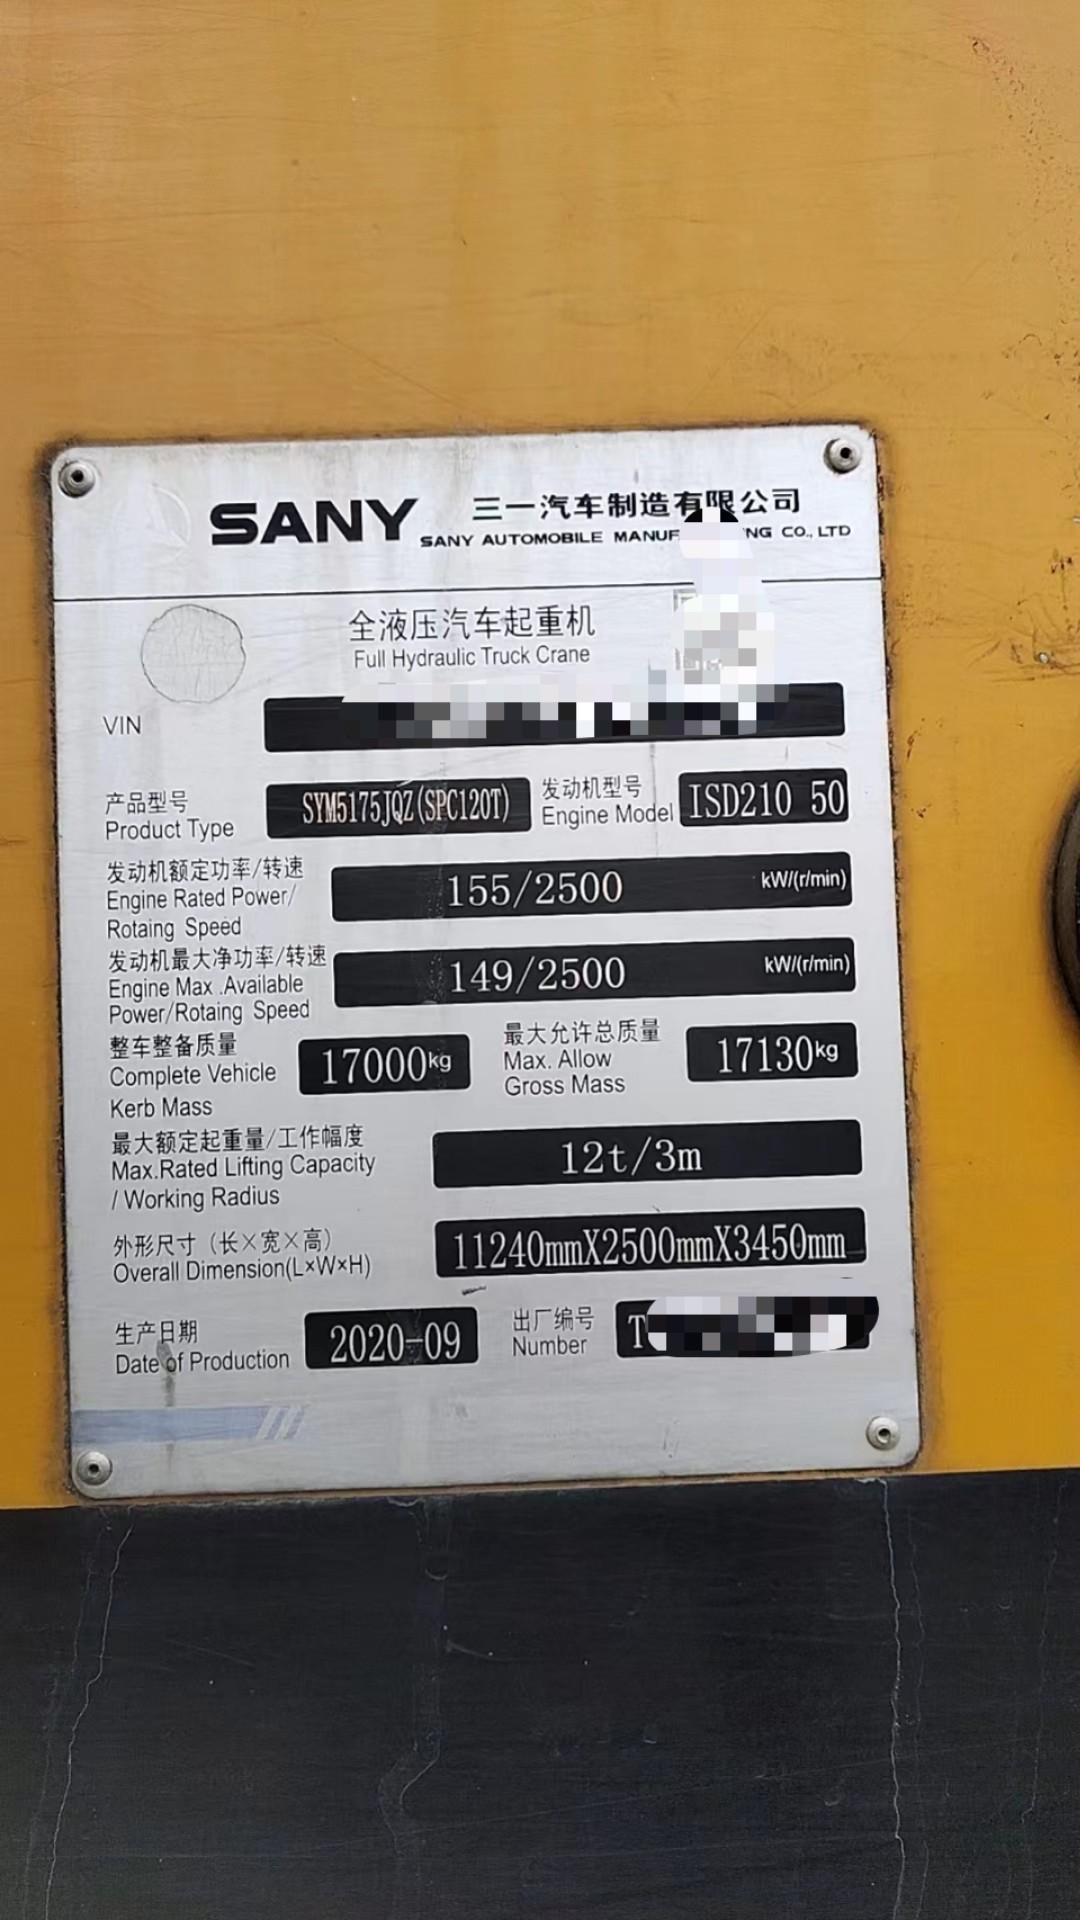 SANY 三一汽车制造有限公司
SANY AUTOMOBILE MANUF NG CO., LTD
全液压汽车起重机
Full Hydraulic Truck Crane
VIN
产品型号 SYM5175JQZ(SPC120T) 发动机型号 ISD210 50
Product Type Engine Model
发动机额定功率/转速
Engine Rated Power/ 155/2500 kW/(r/min)
Rotaing Speed
发动机最大净功率/转速
Engine Max .Available 149/2500 kW/(r/min)
Power/Rotaing Speed
整车整备质量 17000kg 最大允许总质量 17130kg
Complete Vehicle Max. Allow
Kerb Mass Gross Mass
最大额定起重量/工作幅度
Max.Rated Lifting Capacity 12t/3m
/ Working Radius
外形尺寸 (长×宽×高) 11240mmX2500mmX3450mm
Overall Dimension(L×W×H)
生产日期 2020-09 出厂编号 T
Date of Production Number